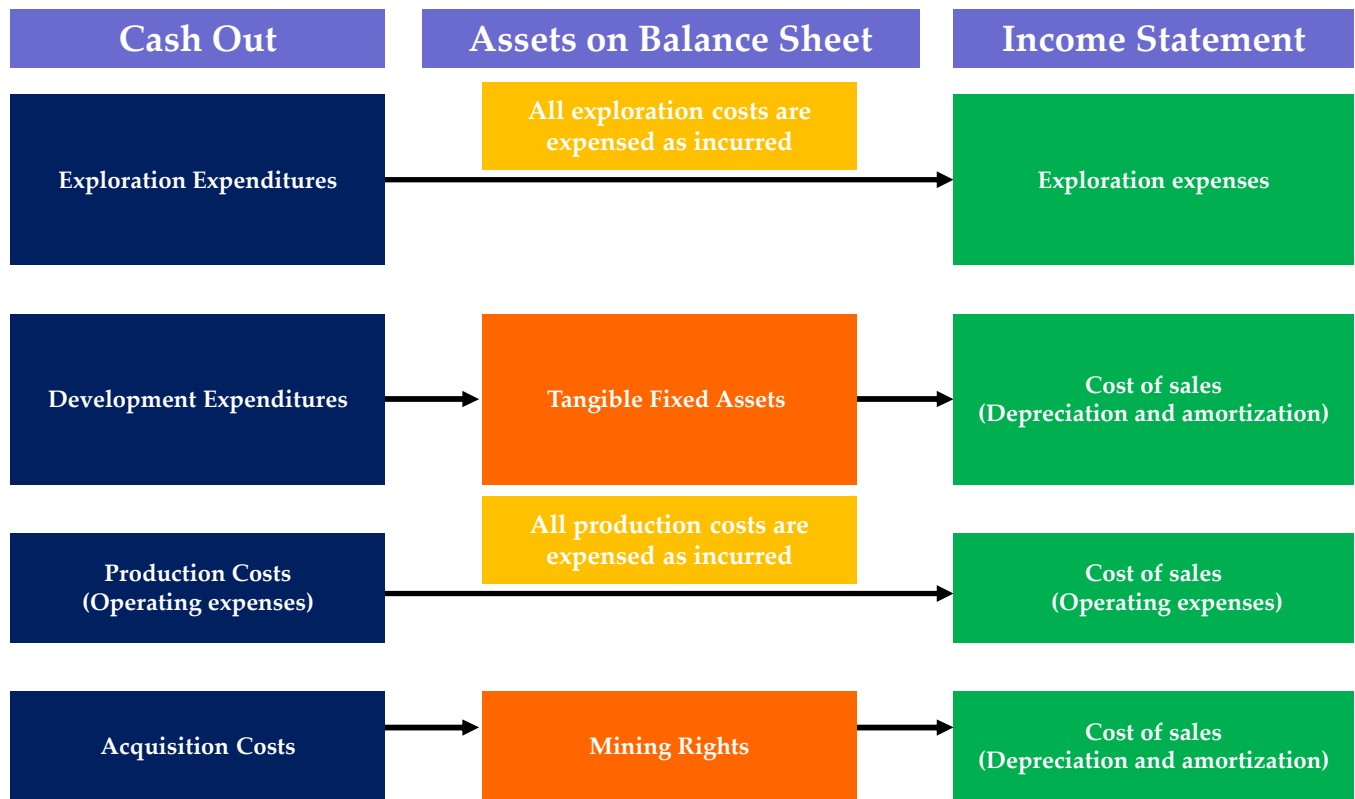 Cash Out
Assets on Balance Sheet
Income Statement
All exploration costs are
expensed as incurred
Exploration Expenditures
Exploration expenses
Development Expenditures
Tangible Fixed Assets
Cost of sales
(Depreciation and amortization)
All production costs are
expensed as incurred
Production Costs
(Operating expenses)
Cost of sales
(Operating expenses)
Acquisition Costs
Mining Rights
Cost of sales
(Depreciation and amortization)